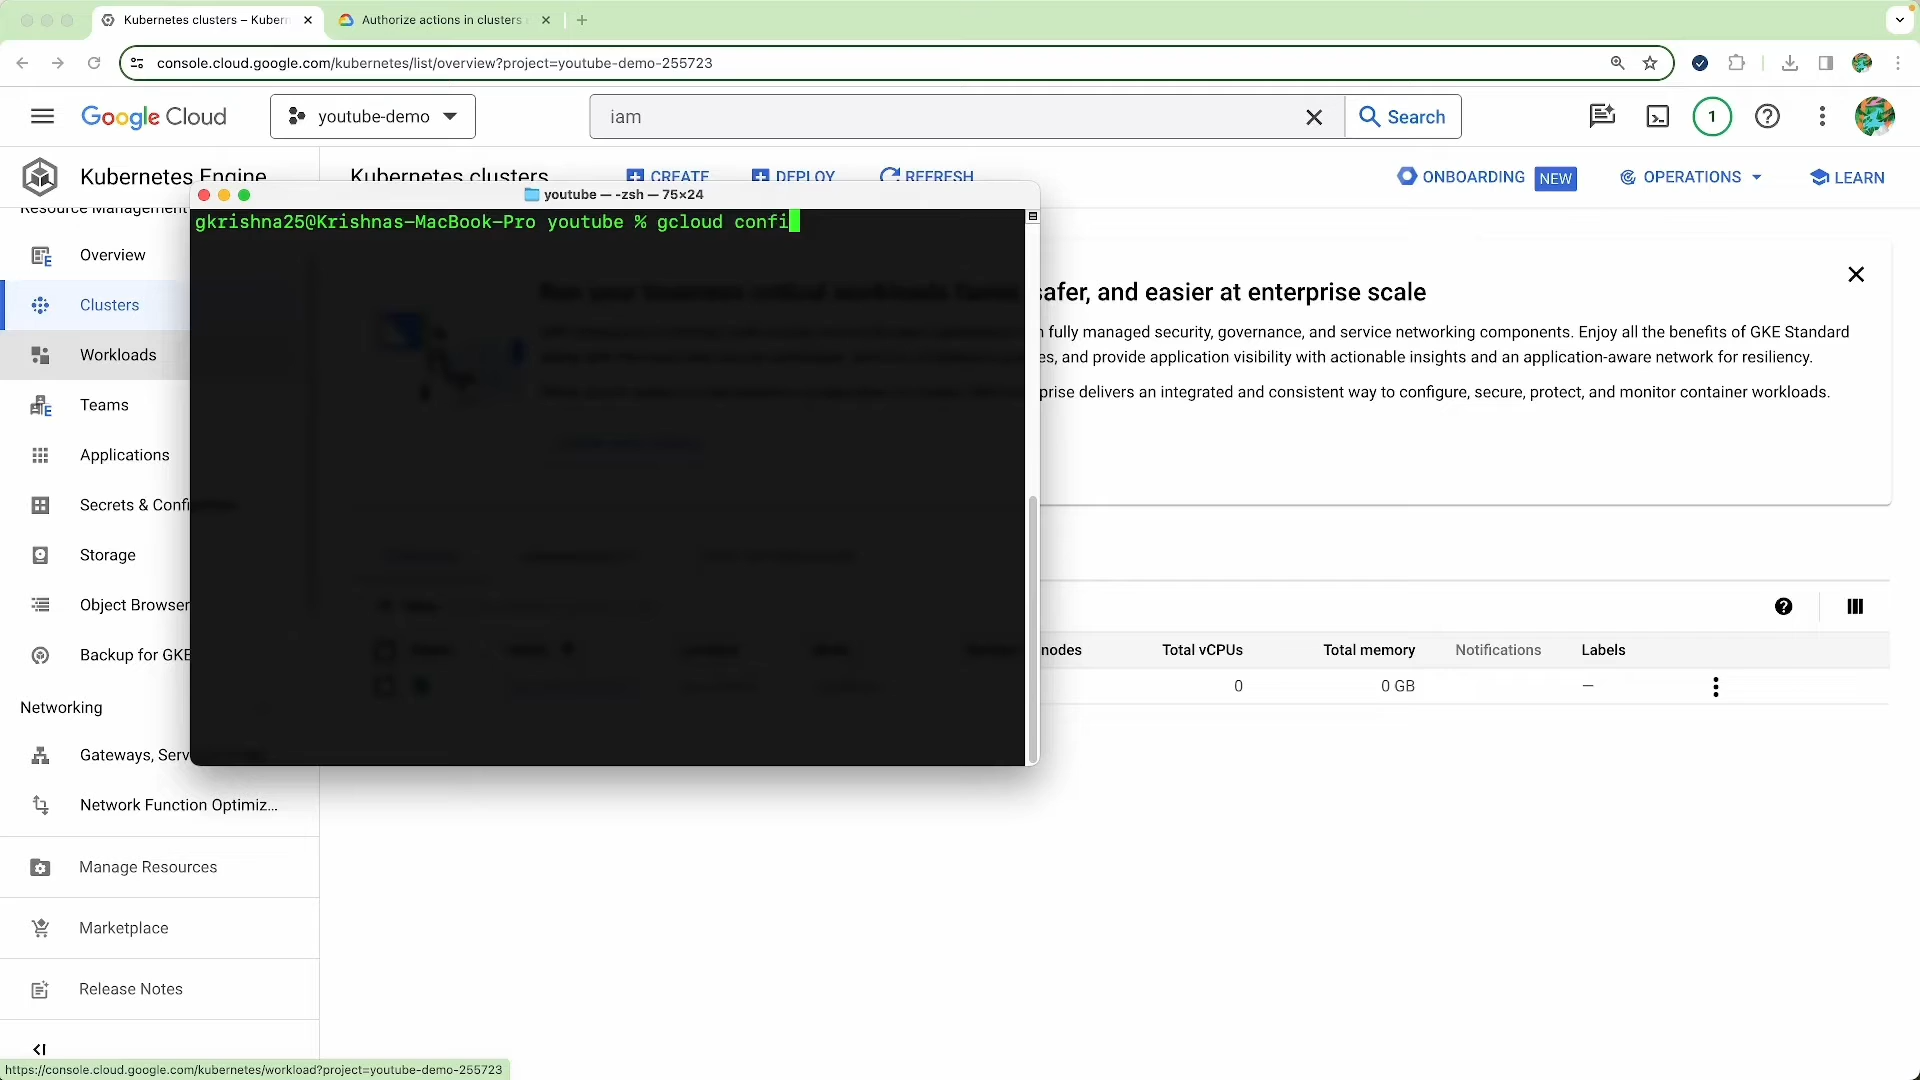 Kubernetes clusters – Kubern
Authorize actions in clusters
console.cloud.google.com/kubernetes/list/overview?project=youtube-demo-255723
Google Cloud
youtube-demo
iam
Search
1
Kubernetes Engine
Kubernetes clusters
CREATE
DEPLOY
REFRESH
ONBOARDING
NEW
OPERATIONS
LEARN
youtube — -zsh — 75×24
gkrishna25@Krishnas-MacBook-Pro youtube % gcloud confi
Resource Management
Overview
Clusters
Workloads
Teams
Applications
Secrets & Confi
Storage
Object Browser
Backup for GKE
Networking
Gateways, Serv
Network Function Optimiz...
Manage Resources
Marketplace
Release Notes
safer, and easier at enterprise scale
fully managed security, governance, and service networking components. Enjoy all the benefits of GKE Standard
es, and provide application visibility with actionable insights and an application-aware network for resiliency.
prise delivers an integrated and consistent way to configure, secure, protect, and monitor container workloads.
nodes
Total vCPUs
Total memory
Notifications
Labels
0
0 GB
—
https://console.cloud.google.com/kubernetes/workload?project=youtube-demo-255723